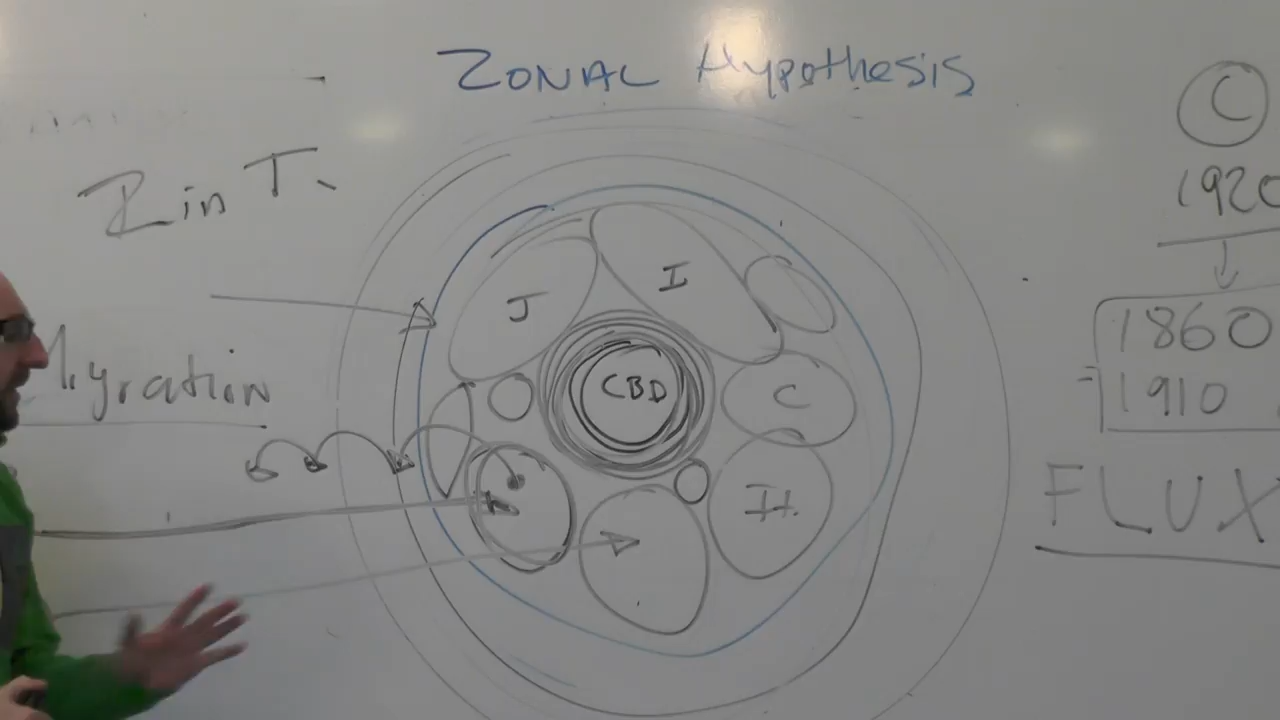 ZONAL Hypothesis
Z in T.
Migration
J
I
CBD
C
H.
C
1920
1860
1910
FLUX